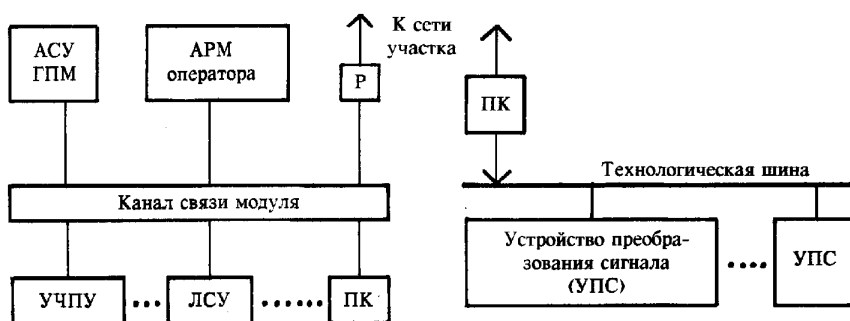 АСУ
ГПМ
АРМ
оператора
Р
К сети
участка
ПК
Канал связи модуля
УЧПУ
ЛСУ
ПК
Технологическая шина
Устройство преобра-
зования сигнала
(УПС)
УПС